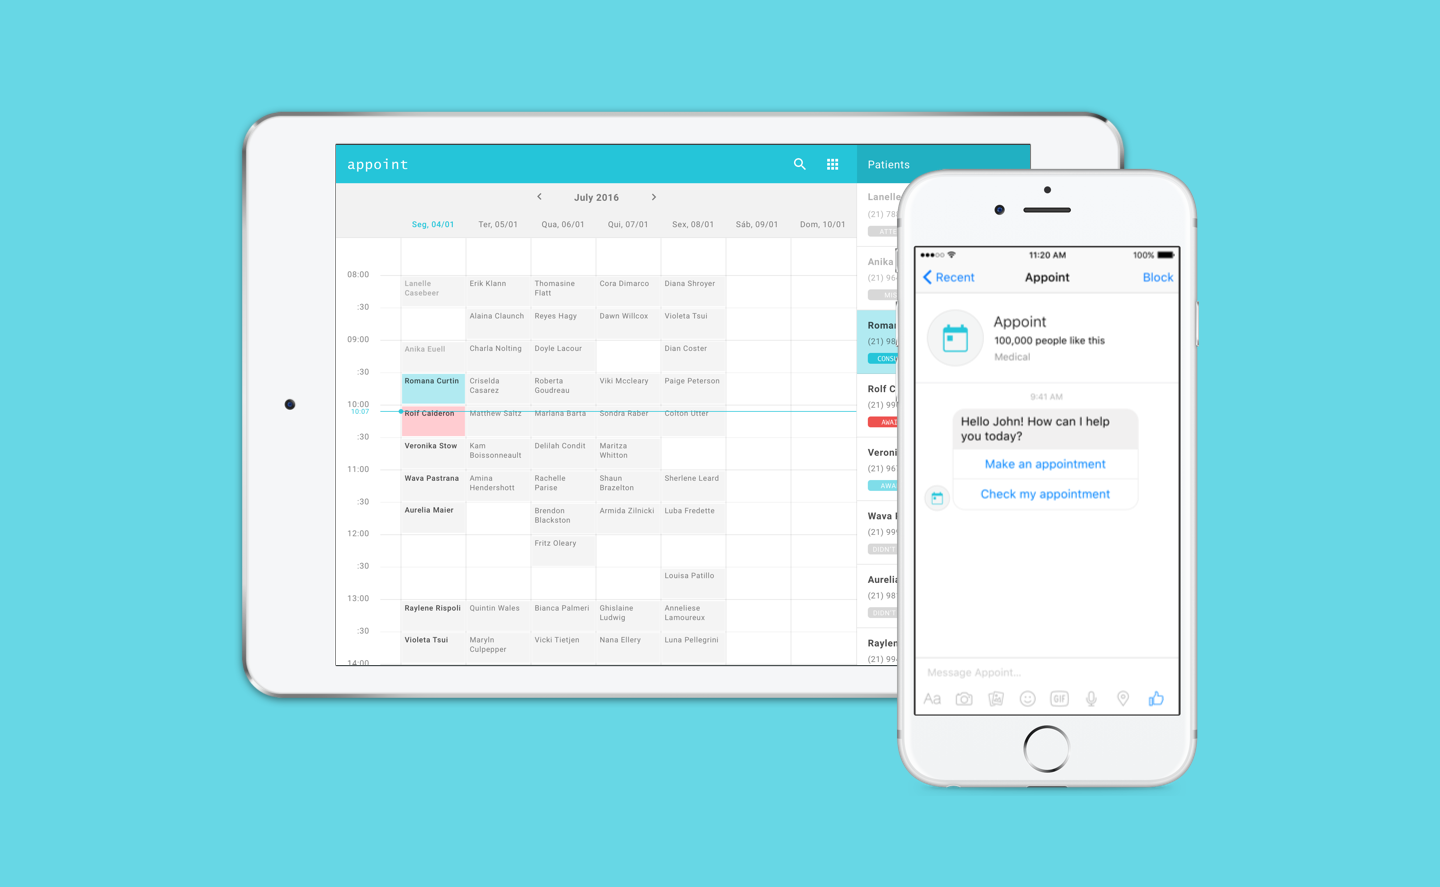 appoint
Patients
July 2016
Seg, 04/01 Ter, 05/01 Qua, 06/01 Qui, 07/01 Sex, 08/01 Sáb, 09/01 Dom, 10/01
08:00
Lanelle Casebeer
Erik Klann
Thomasine Flatt
Cora Dimarco
Diana Shroyer
:30
Alaina Claunch
Reyes Hagy
Dawn Willcox
Violeta Tsui
09:00
Anika Euell
Charla Nolting
Doyle Lacour
Dian Coster
:30
Romana Curtin
Criselda Casarez
Roberta Goudreau
Viki Mccleary
Paige Peterson
10:00
10:07
Rolf Calderon
Matthew Saltz
Marlana Barta
Sondra Raber
Colton Utter
:30
Veronika Stow
Kam Boissonneault
Delilah Condit
Maritza Whitton
11:00
Wava Pastrana
Amina Hendershott
Rachelle Parise
Shaun Brazelton
Sherlene Leard
:30
Aurelia Maier
Brendon Blackston
Armida Zilnicki
Luba Fredette
12:00
Fritz Oleary
:30
Louisa Patillo
13:00
Raylene Rispoli
Quintin Wales
Bianca Palmeri
Ghislaine Ludwig
Anneliese Lamoureux
:30
Violeta Tsui
Maryln Culpepper
Vicki Tietjen
Nana Ellery
Luna Pellegrini
14:00
Lanelle
(21) 78
ATTE
Anika
(21) 96
MIS
Roma
(21) 98
CONSU
Rolf C
(21) 99
AWAI
Veroni
(21) 96
AWA
Wava
(21) 99
DIDN'T
Aurelia
(21) 98
DIDN'T
Raylen
(21) 99
11:20 AM
100%
Recent
Appoint
Block
Appoint
100,000 people like this
Medical
9:41 AM
Hello John! How can I help
you today?
Make an appointment
Check my appointment
Message Appoint...
Aa
GIF